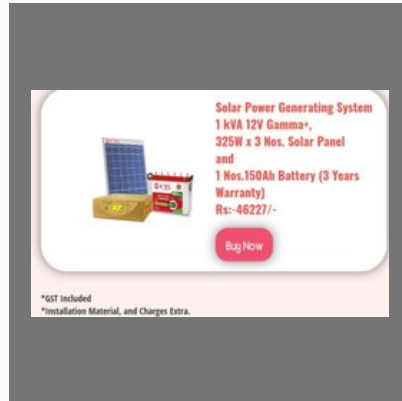 Solar Power Generating System
1 kVA 12V Gamma+,
325W x 3 Nos. Solar Panel
and
1 Nos.150Ah Battery (3 Years
Warranty)
Rs:-46227/-
Buy Now
*GST Included
*Installation Material, and Charges Extra.